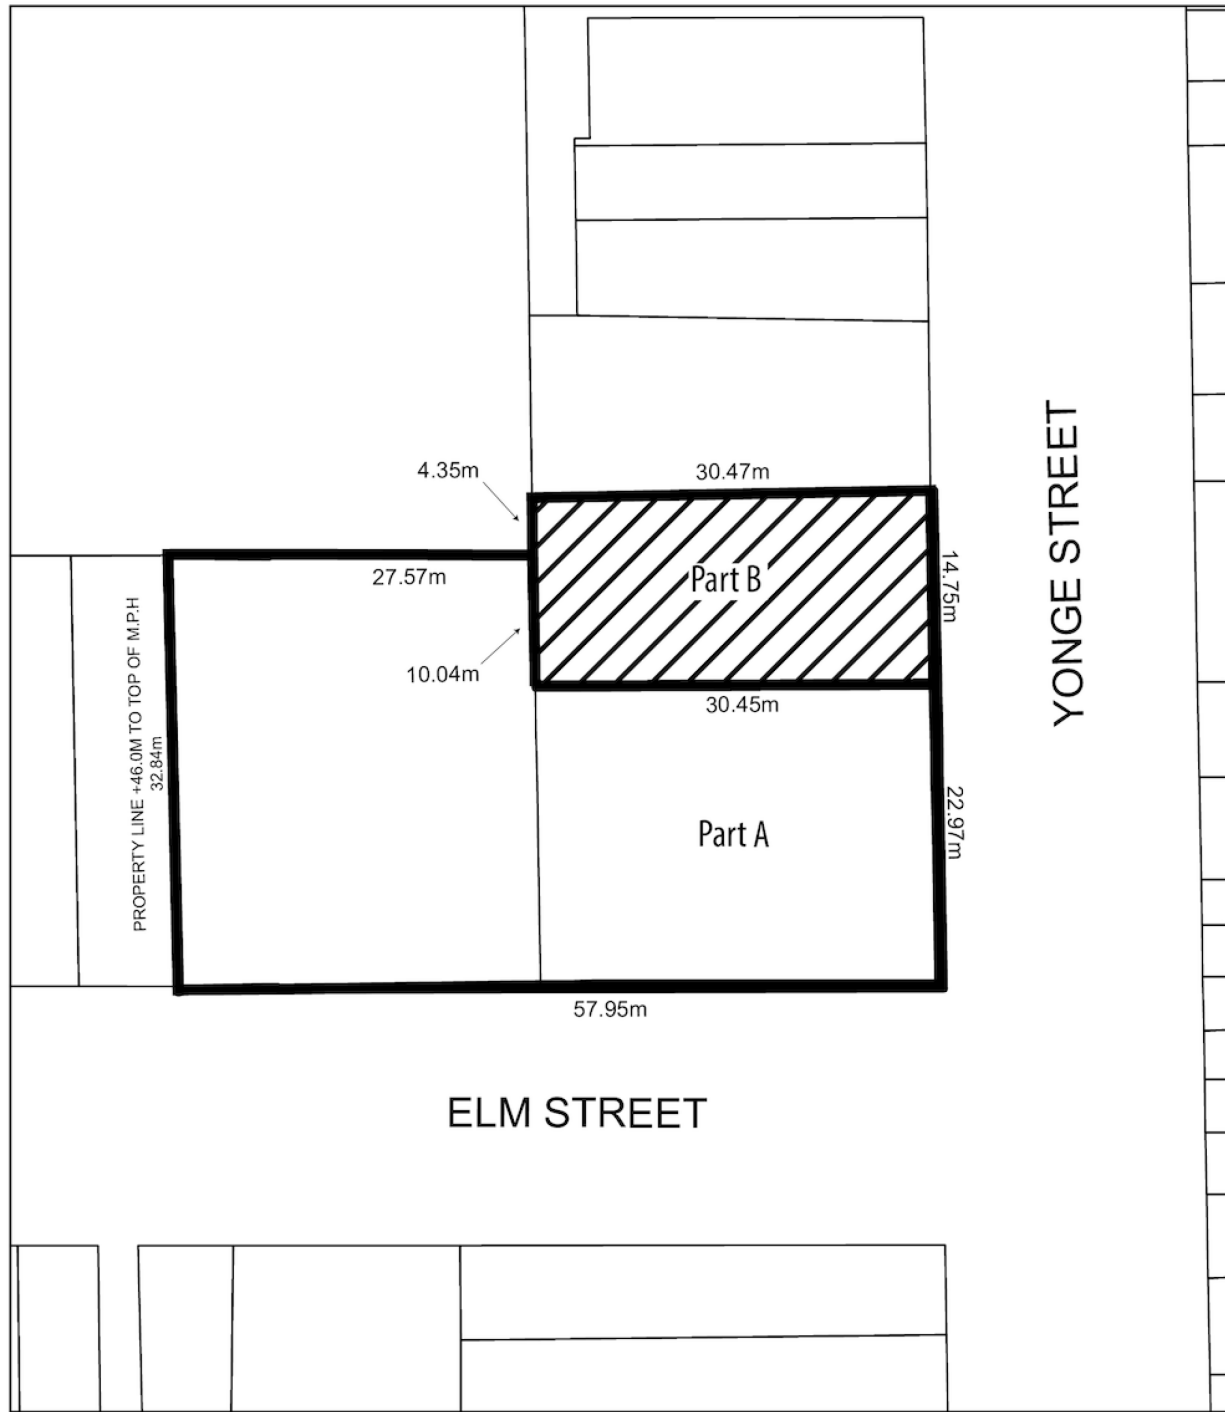 4.35m
30.47m
YONGE STREET
27.57m
Part B
14.75m
10.04m
30.45m
PROPERTY LINE +46.0M TO TOP OF M.P.H
32.84m
Part A
22.97m
57.95m
ELM STREET